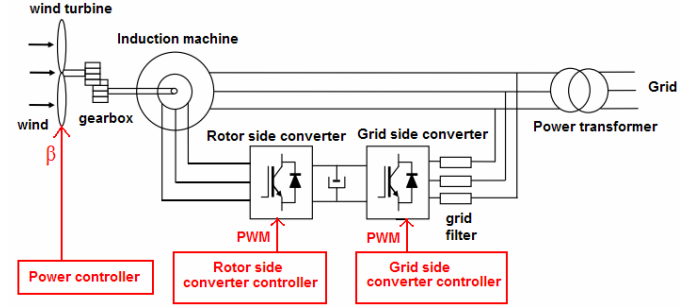 wind turbine
Induction machine
Grid
wind
gearbox
Rotor side converter
Grid side converter
Power transformer
β
grid
filter
PWM
PWM
Power controller
Rotor side
converter controller
Grid side
converter controller